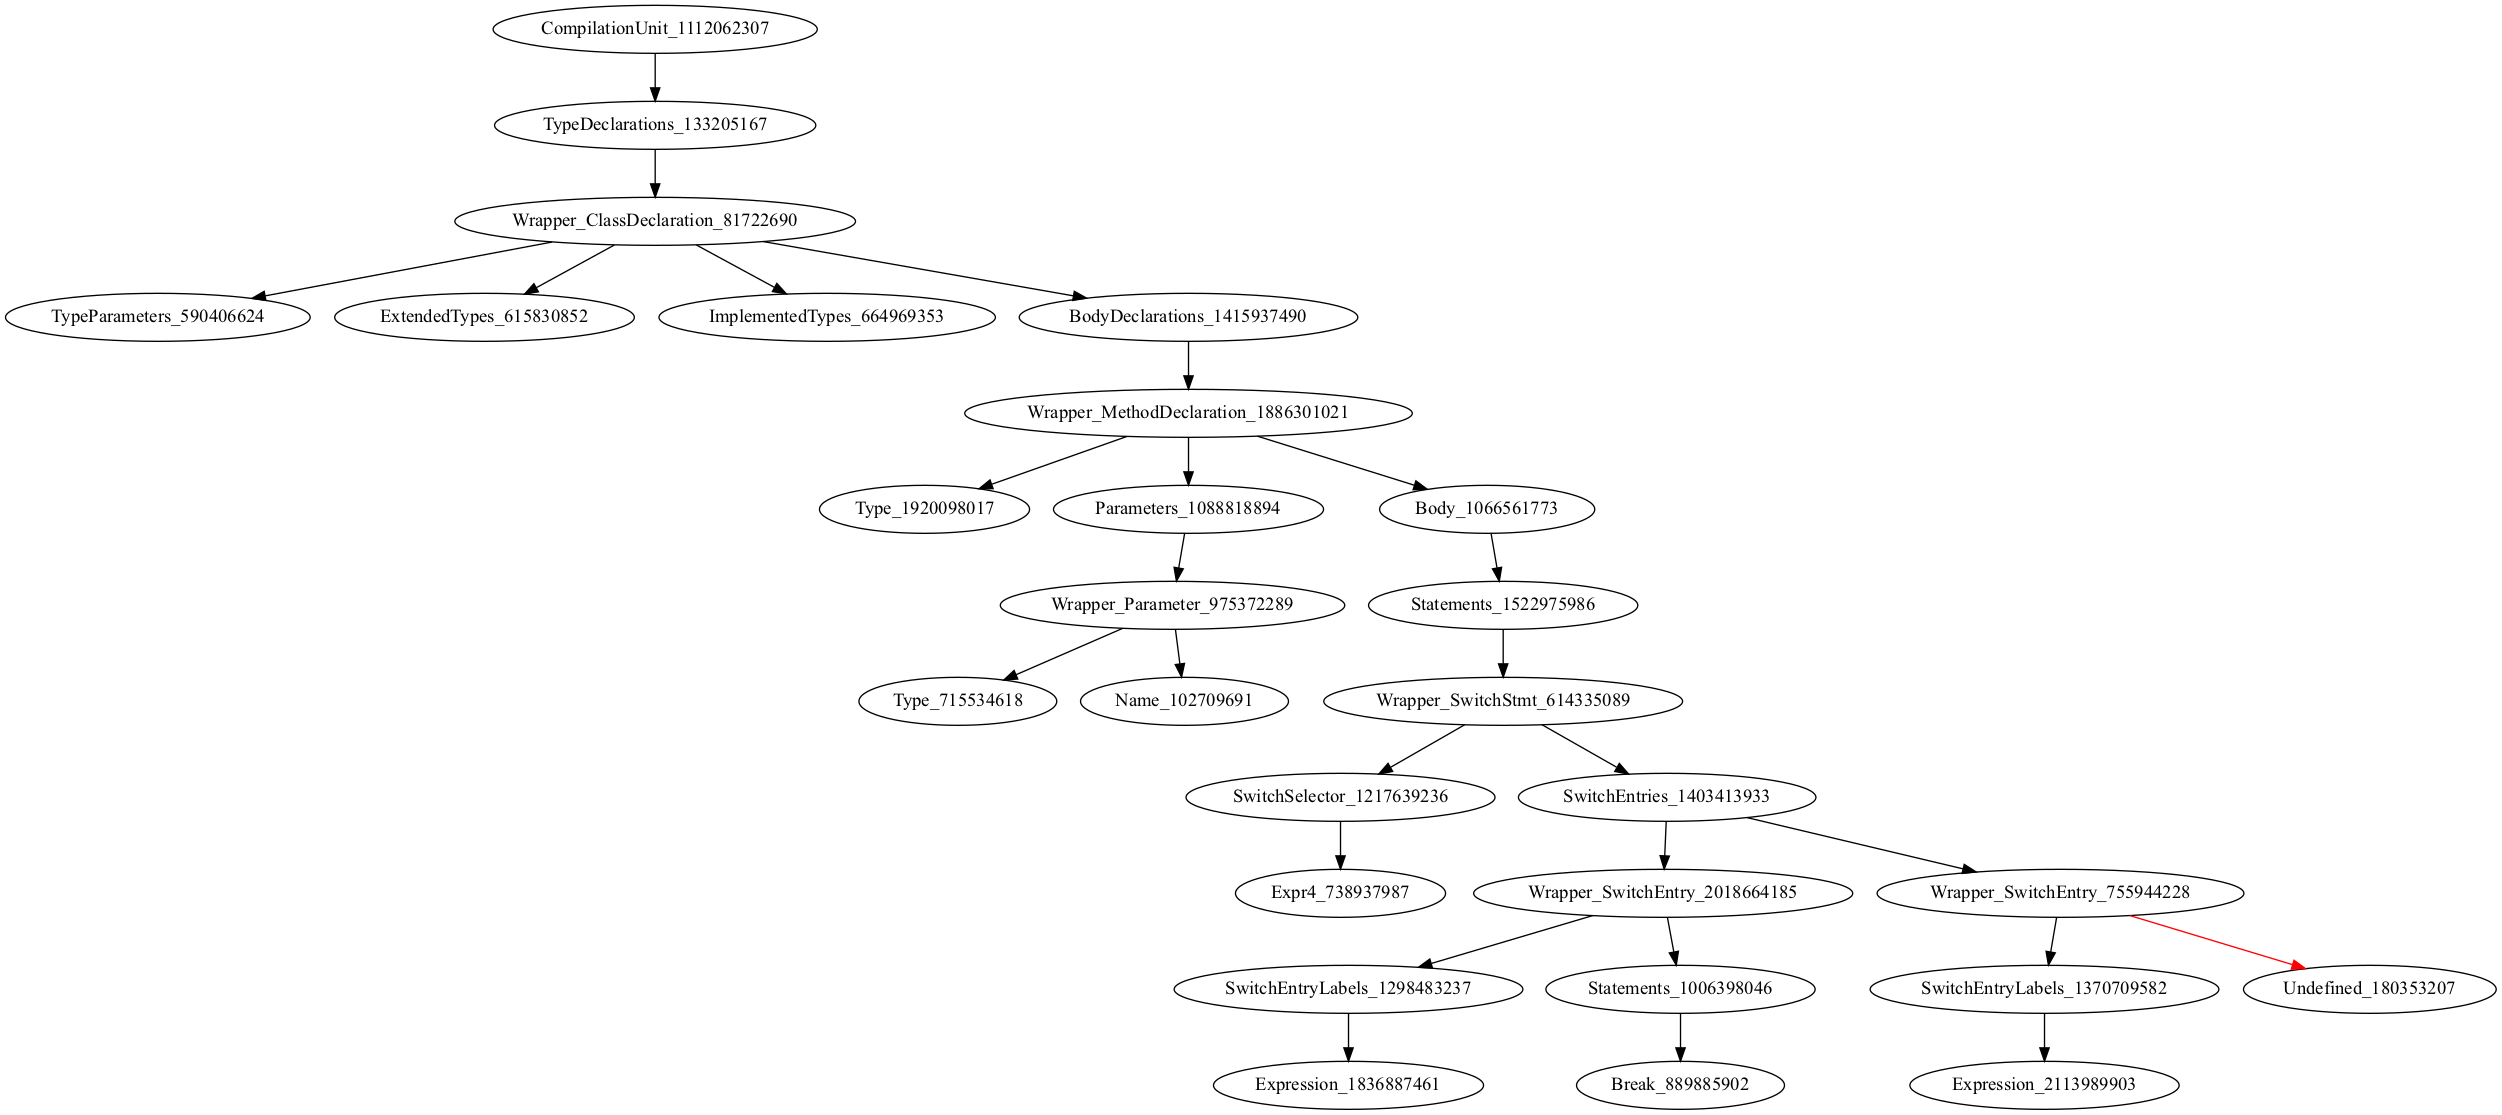 CompilationUnit_1112062307
TypeDeclarations_133205167
Wrapper_ClassDeclaration_81722690
TypeParameters_590406624
ExtendedTypes_615830852
ImplementedTypes_664969353
BodyDeclarations_1415937490
Wrapper_MethodDeclaration_1886301021
Type_1920098017
Parameters_1088818894
Body_1066561773
Wrapper_Parameter_975372289
Statements_1522975986
Type_715534618
Name_102709691
Wrapper_SwitchStmt_614335089
SwitchSelector_1217639236
SwitchEntries_1403413933
Expr4_738937987
Wrapper_SwitchEntry_2018664185
Wrapper_SwitchEntry_755944228
SwitchEntryLabels_1298483237
Statements_1006398046
SwitchEntryLabels_1370709582
Undefined_180353207
Expression_1836887461
Break_889885902
Expression_2113989903